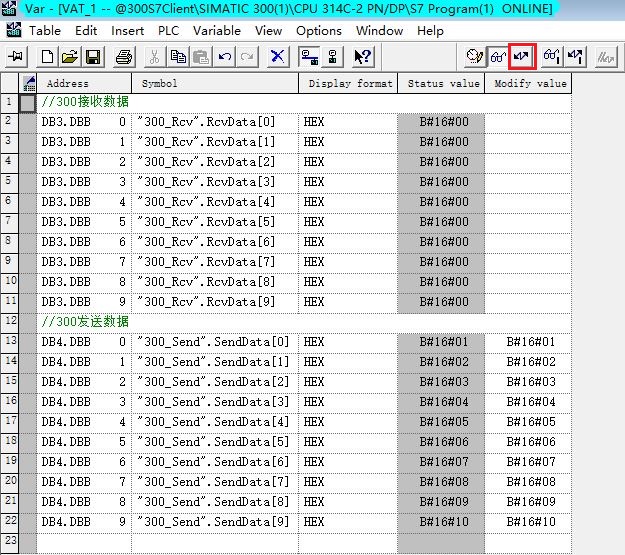 Var - [VAT_1 -- @300S7Client\SIMATIC 300(1)\CPU 314C-2 PN/DP\S7 Program(1) ONLINE]
Table Edit Insert PLC Variable View Options Window Help
Address Symbol Display format Status value Modify value
1 //300接收数据
2 DB3.DBB 0 "300_Rcv".RcvData[0] HEX B#16#00
3 DB3.DBB 1 "300_Rcv".RcvData[1] HEX B#16#00
4 DB3.DBB 2 "300_Rcv".RcvData[2] HEX B#16#00
5 DB3.DBB 3 "300_Rcv".RcvData[3] HEX B#16#00
6 DB3.DBB 4 "300_Rcv".RcvData[4] HEX B#16#00
7 DB3.DBB 5 "300_Rcv".RcvData[5] HEX B#16#00
8 DB3.DBB 6 "300_Rcv".RcvData[6] HEX B#16#00
9 DB3.DBB 7 "300_Rcv".RcvData[7] HEX B#16#00
10 DB3.DBB 8 "300_Rcv".RcvData[8] HEX B#16#00
11 DB3.DBB 9 "300_Rcv".RcvData[9] HEX B#16#00
12 //300发送数据
13 DB4.DBB 0 "300_Send".SendData[0] HEX B#16#01 B#16#01
14 DB4.DBB 1 "300_Send".SendData[1] HEX B#16#02 B#16#02
15 DB4.DBB 2 "300_Send".SendData[2] HEX B#16#03 B#16#03
16 DB4.DBB 3 "300_Send".SendData[3] HEX B#16#04 B#16#04
17 DB4.DBB 4 "300_Send".SendData[4] HEX B#16#05 B#16#05
18 DB4.DBB 5 "300_Send".SendData[5] HEX B#16#06 B#16#06
19 DB4.DBB 6 "300_Send".SendData[6] HEX B#16#07 B#16#07
20 DB4.DBB 7 "300_Send".SendData[7] HEX B#16#08 B#16#08
21 DB4.DBB 8 "300_Send".SendData[8] HEX B#16#09 B#16#09
22 DB4.DBB 9 "300_Send".SendData[9] HEX B#16#10 B#16#10
23